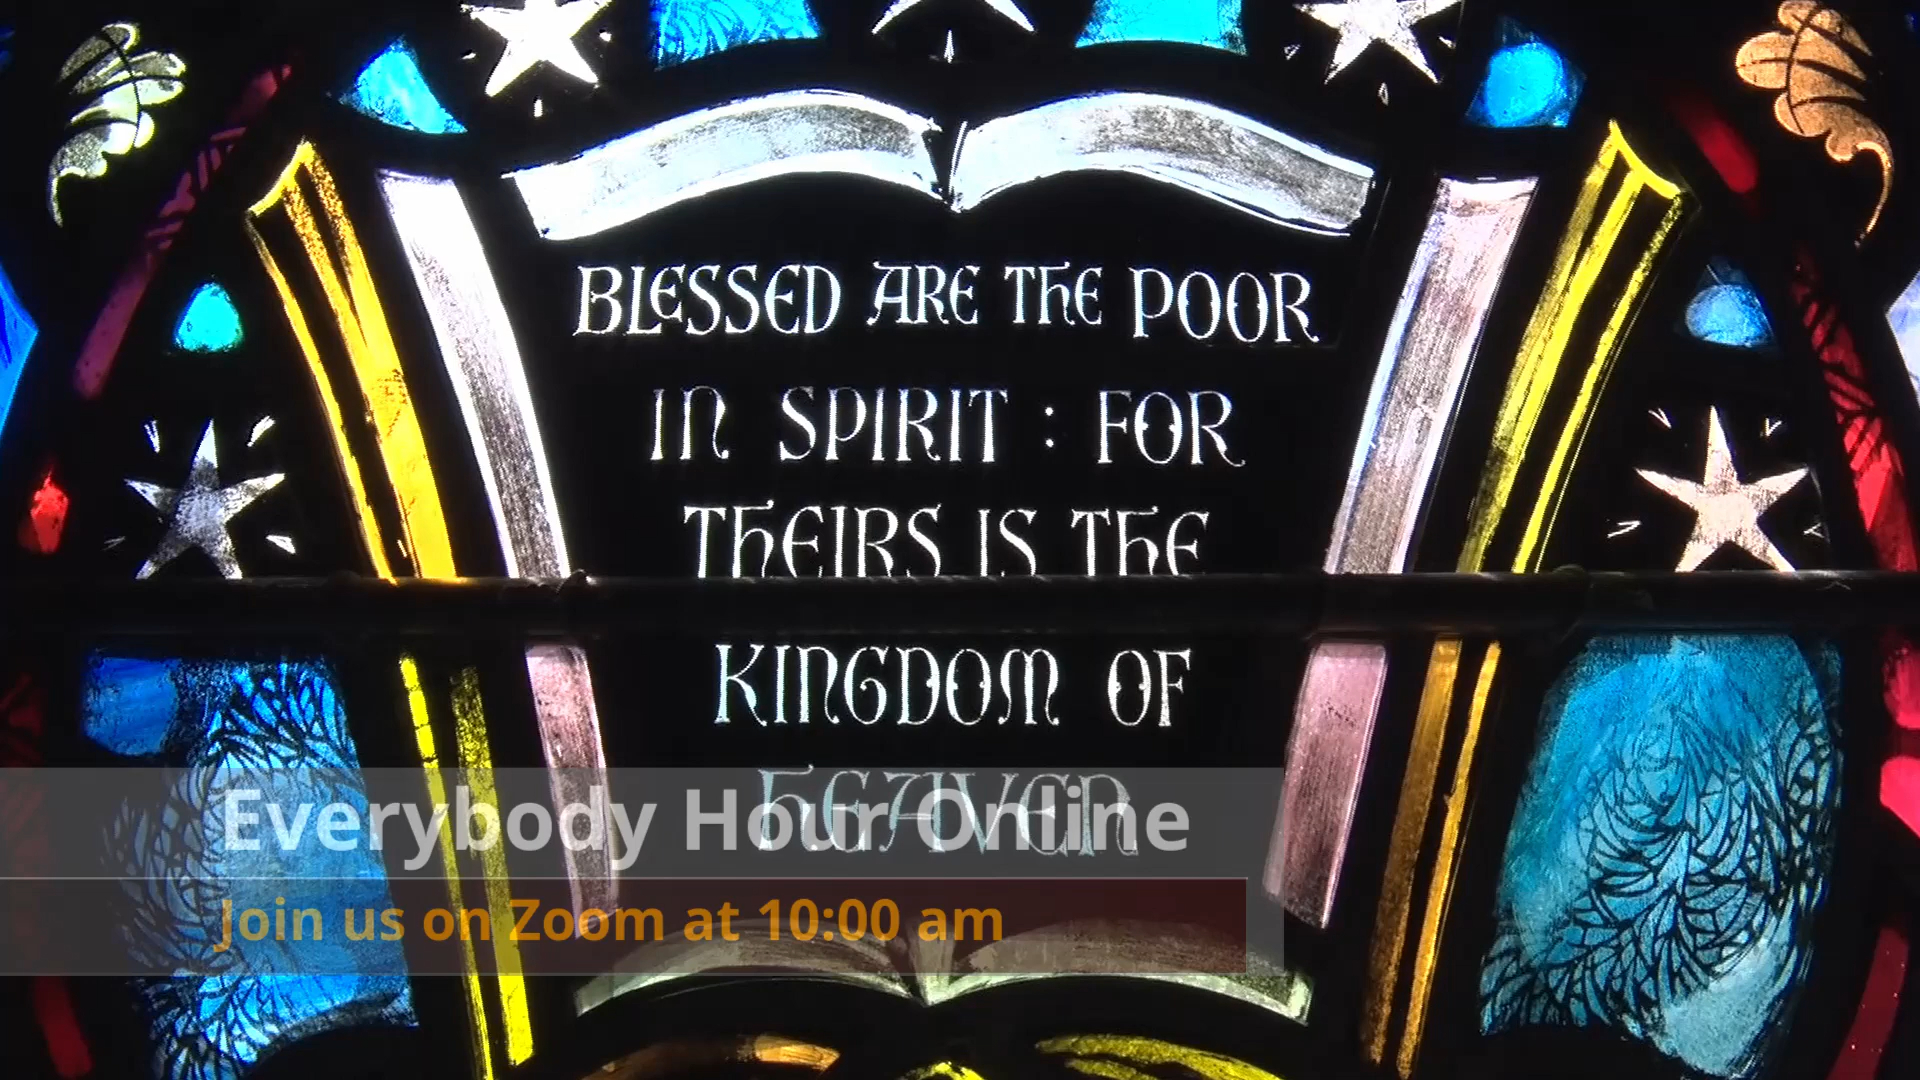 BLESSED ARE THE POOR
IN SPIRIT : FOR
THEIRS IS THE
KINGDOM OF
HEAVEN
Everybody Hour Online
Join us on Zoom at 10:00 am